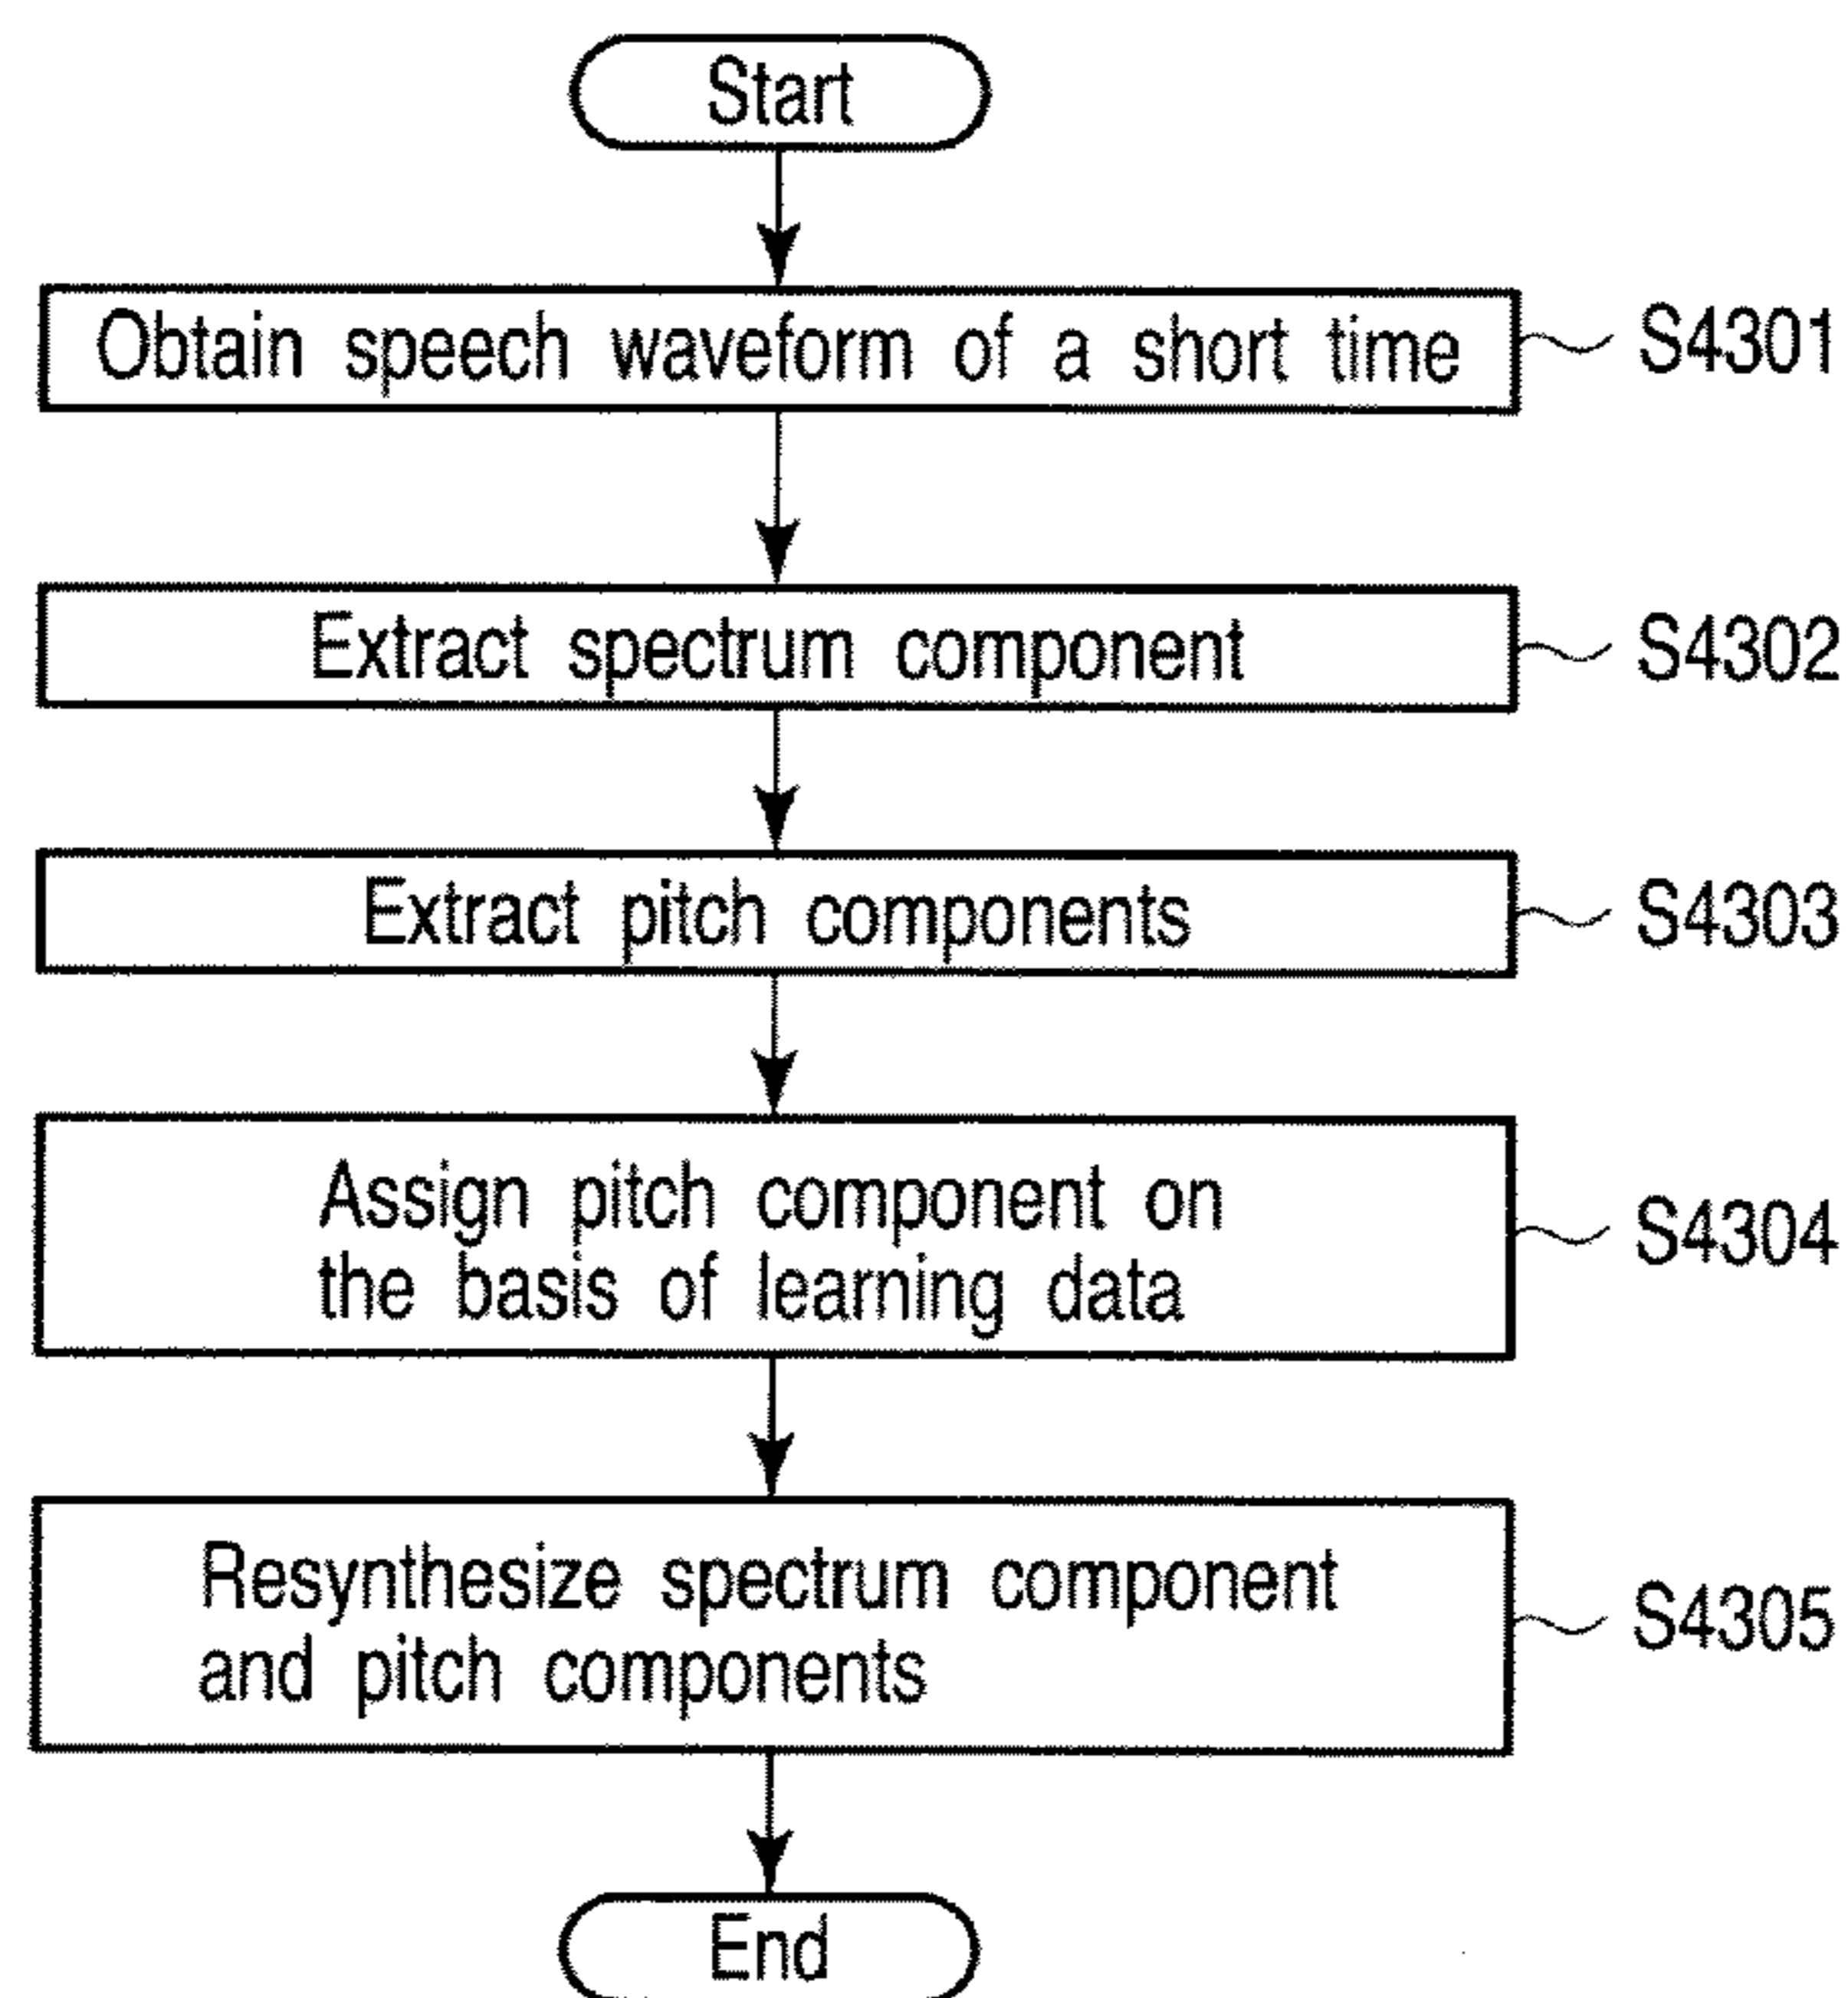 Start
Obtain speech waveform of a short time
S4301
Extract spectrum component
S4302
Extract pitch components
S4303
Assign pitch component on
the basis of learning data
S4304
Resynthesize spectrum component
and pitch components
S4305
End